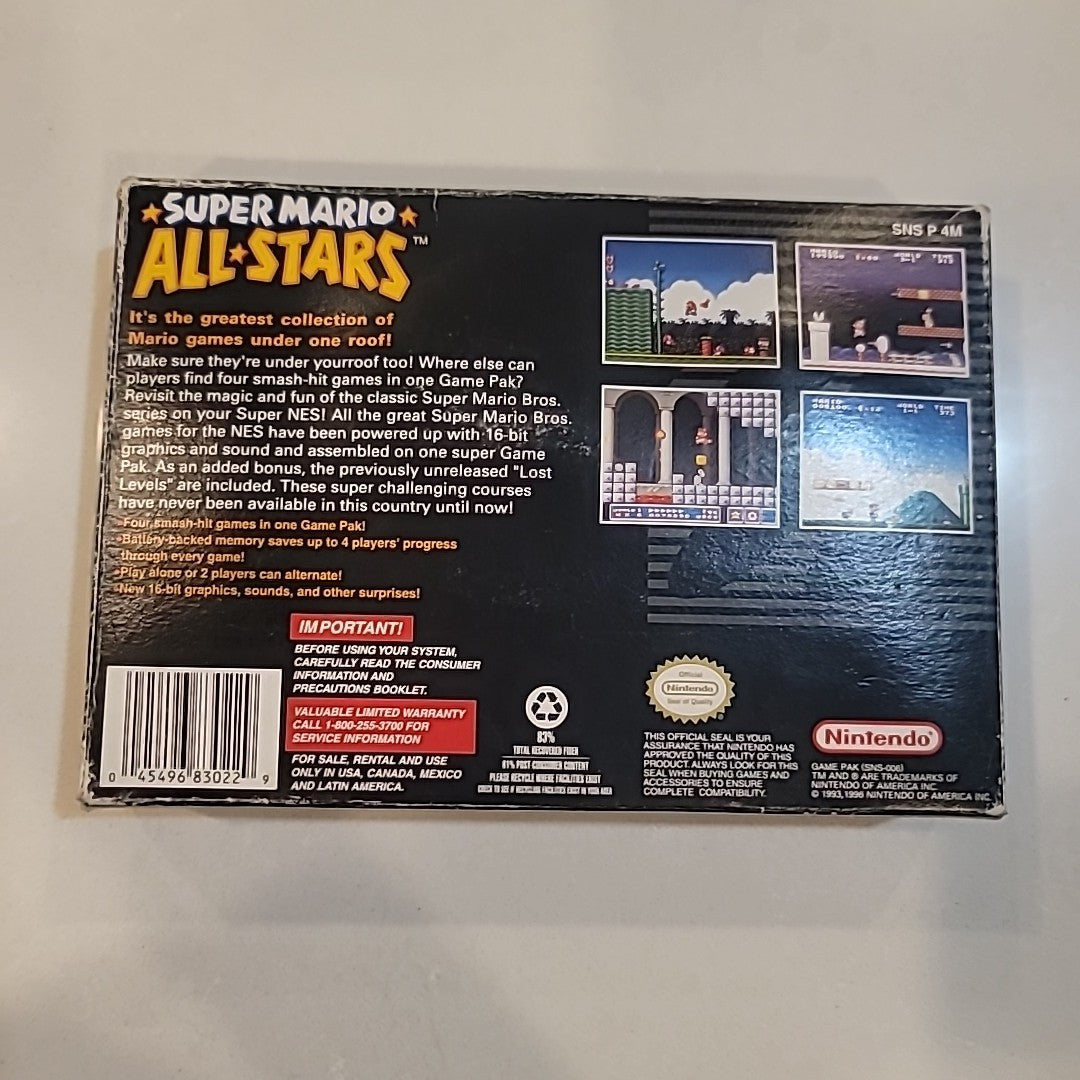 SUPER MARIO
ALL★STARS™
It's the greatest collection of
Mario games under one roof!
Make sure they're under yourroof too! Where else can
players find four smash-hit games in one Game Pak?
Revisit the magic and fun of the classic Super Mario Bros.
series on your Super NES! All the great Super Mario Bros.
games for the NES have been powered up with 16-bit
graphics and sound and assembled on one super Game
Pak. As an added bonus, the previously unreleased "Lost
Levels" are included. These super challenging courses
have never been available in this country until now!
•Four smash-hit games in one Game Pak!
•Battery-backed memory saves up to 4 players' progress
through every game!
•Play alone or 2 players can alternate!
•New 16-bit graphics, sounds, and other surprises!
SNS P 4M
MARIO WORLD TIME
MARIO WORLD TIME
IMPORTANT!
BEFORE USING YOUR SYSTEM,
CAREFULLY READ THE CONSUMER
INFORMATION AND
PRECAUTIONS BOOKLET.
VALUABLE LIMITED WARRANTY
CALL 1-800-255-3700 FOR
SERVICE INFORMATION
FOR SALE, RENTAL AND USE
ONLY IN USA, CANADA, MEXICO
AND LATIN AMERICA.
0 45496 83022 9
83%
TOTAL RECOVERED FIBER
61% POST CONSUMER CONTENT
PLEASE RECYCLE WHERE FACILITIES EXIST
Official
Nintendo
Seal of Quality
THIS OFFICIAL SEAL IS YOUR
ASSURANCE THAT NINTENDO HAS
APPROVED THE QUALITY OF THIS
PRODUCT. ALWAYS LOOK FOR THIS
SEAL WHEN BUYING GAMES AND
ACCESSORIES TO ENSURE
COMPLETE COMPATIBILITY.
Nintendo®
GAME PAK (SNS-006)
TM AND ® ARE TRADEMARKS OF
NINTENDO OF AMERICA INC.
© 1993, 1996 NINTENDO OF AMERICA INC.